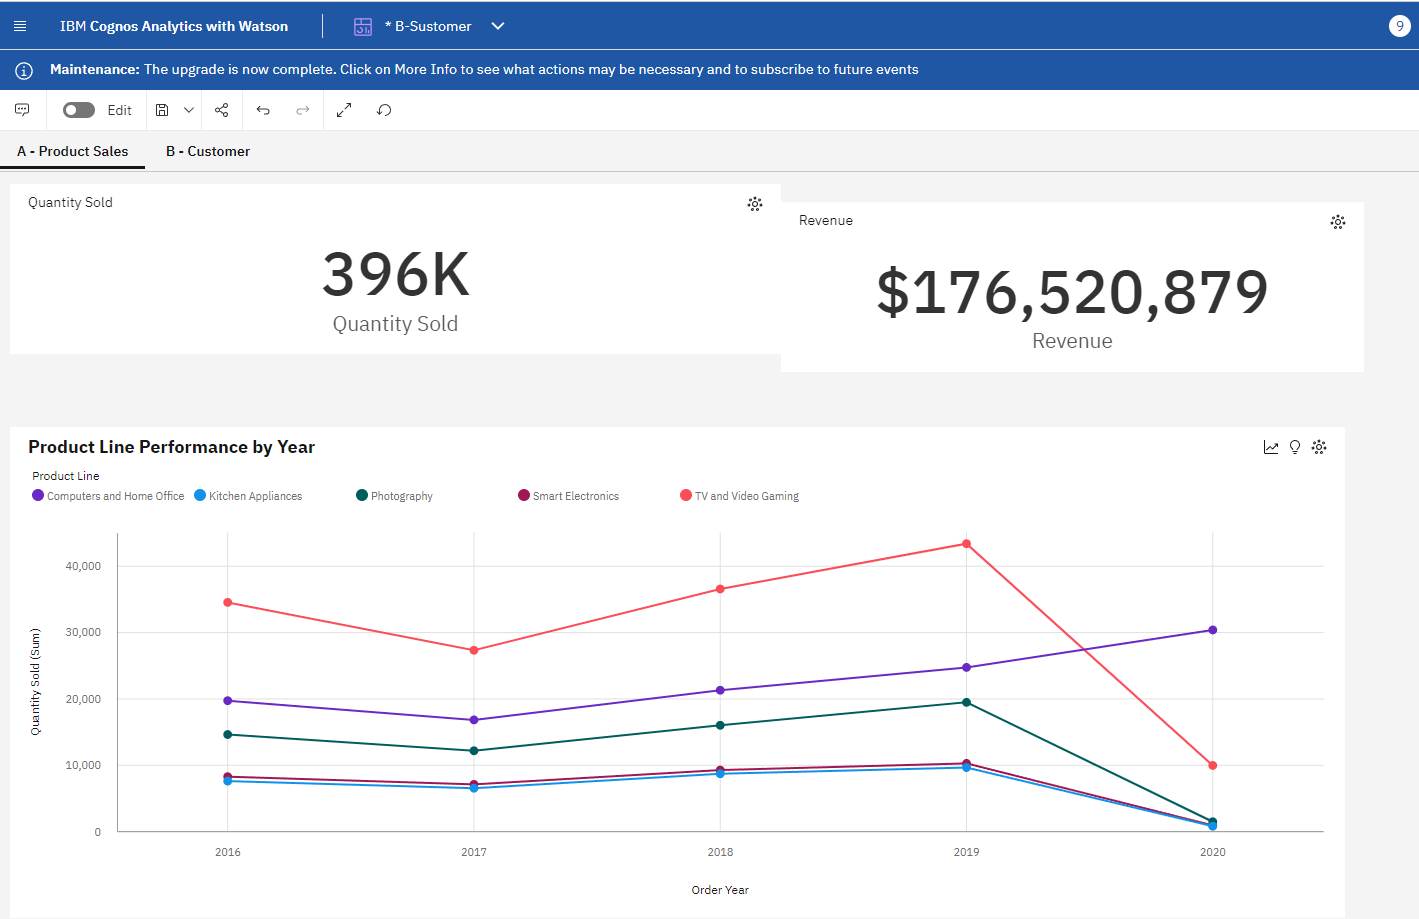 IBM Cognos Analytics with Watson
* B-Sustomer
9
Maintenance: The upgrade is now complete. Click on More Info to see what actions may be necessary and to subscribe to future events
Edit
A - Product Sales
B - Customer
Quantity Sold
396K
Quantity Sold
Revenue
$176,520,879
Revenue
Product Line Performance by Year
Product Line
Computers and Home Office
Kitchen Appliances
Photography
Smart Electronics
TV and Video Gaming
Quantity Sold (Sum)
40,000
30,000
20,000
10,000
0
2016
2017
2018
2019
2020
Order Year